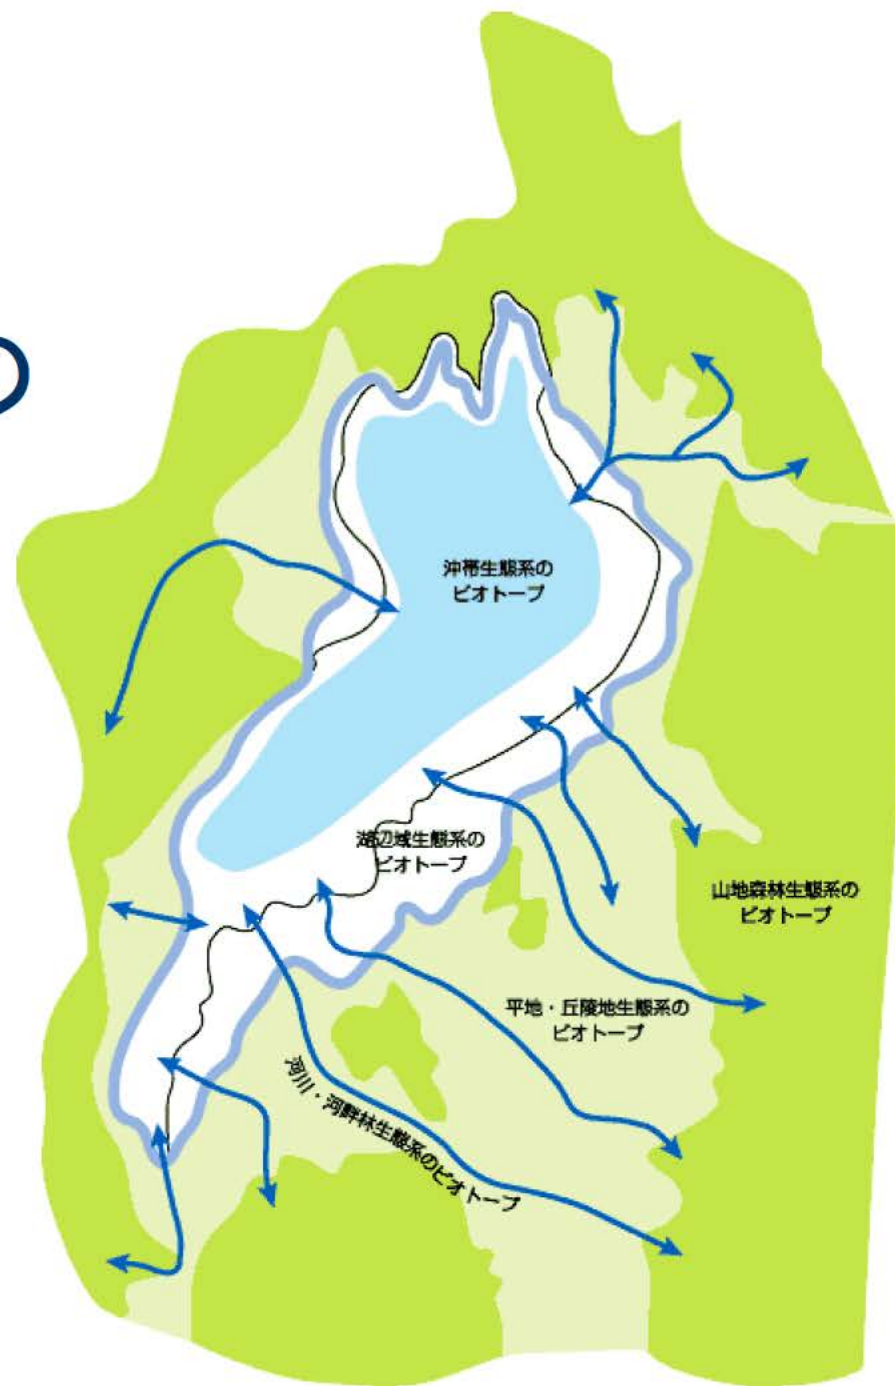 の
沖帯生態系の
ビオトープ
湖辺域生態系の
ビオトープ
山地森林生態系の
ビオトープ
平地・丘陵地生態系の
ビオトープ
河川・河畔林生態系のビオトープ